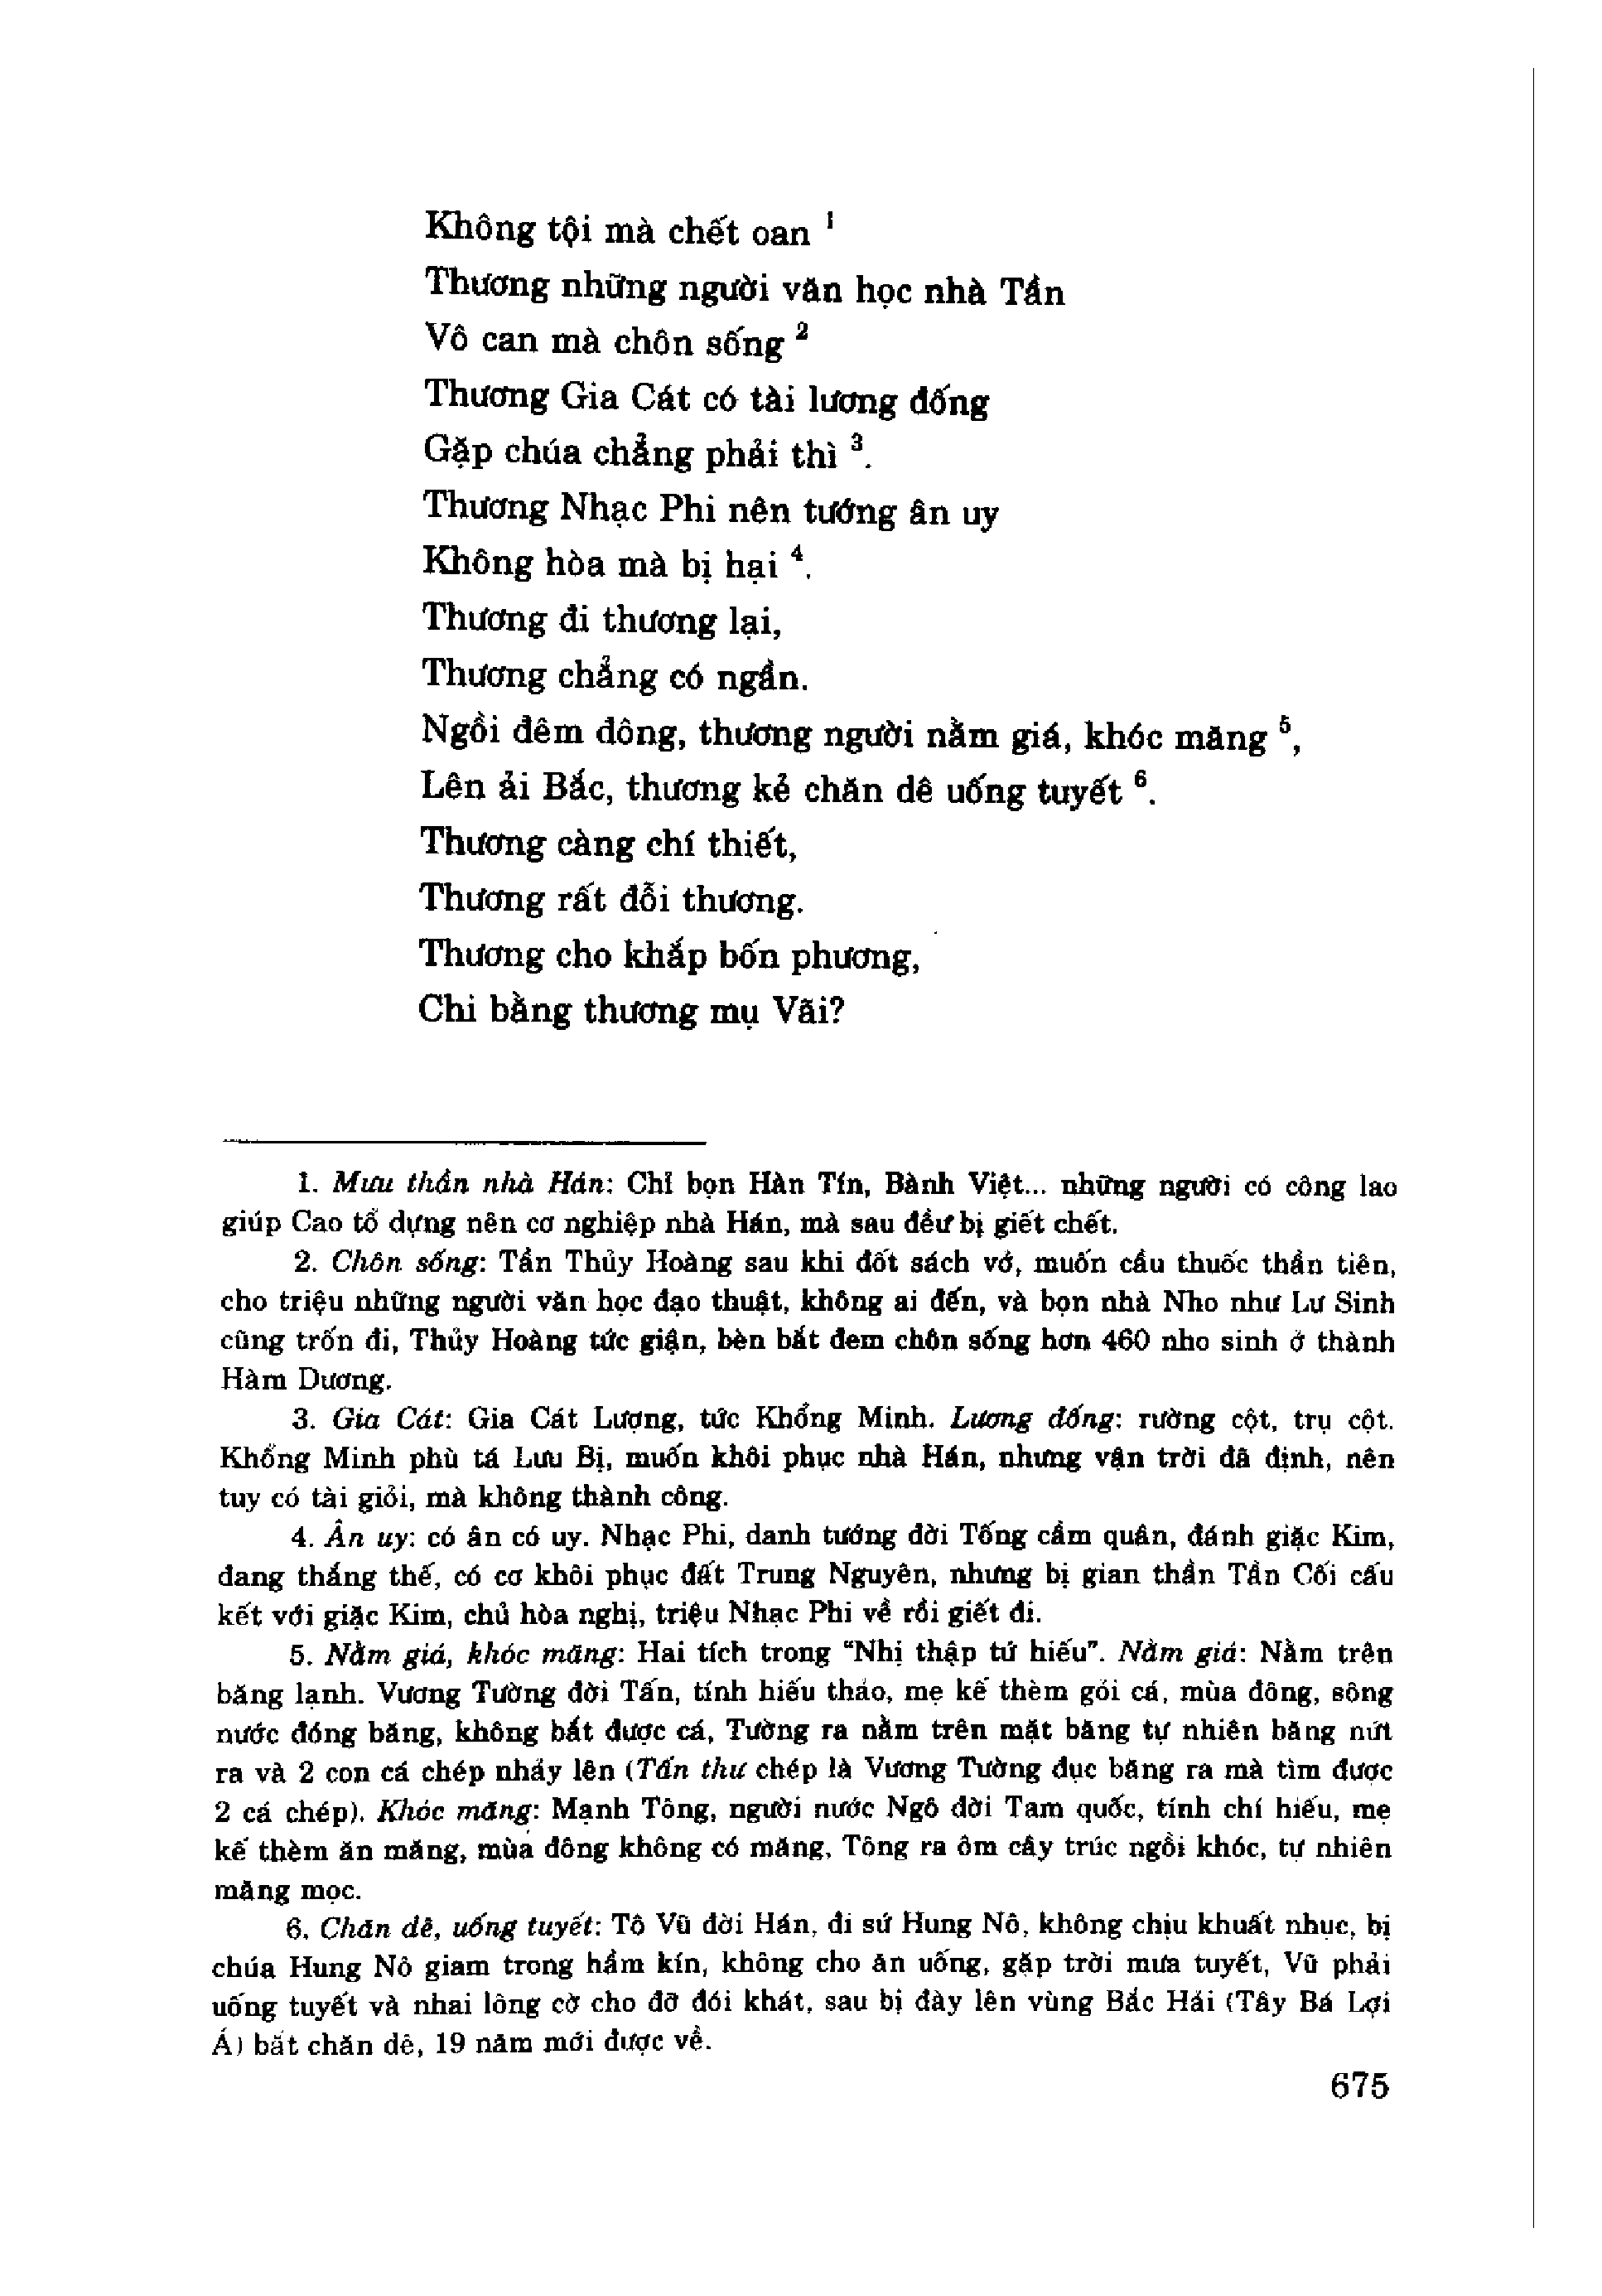 Không tội mà chết oan ¹
Thương những người văn học nhà Tần
Vô can mà chôn sống ²
Thương Gia Cát có tài lương đống
Gặp chúa chẳng phải thì ³.
Thương Nhạc Phi nên tướng ân uy
Không hòa mà bị hại ⁴.
Thương đi thương lại,
Thương chẳng có ngần.
Ngồi đêm đông, thương người nằm giá, khóc măng ⁵,
Lên ải Bắc, thương kẻ chăn dê uống tuyết ⁶.
Thương càng chí thiết,
Thương rất đỗi thương.
Thương cho khắp bốn phương,
Chi bằng thương mụ Vãi?
1. Mưu thần nhà Hán: Chỉ bọn Hàn Tín, Bành Việt... những người có công lao
giúp Cao tổ dựng nên cơ nghiệp nhà Hán, mà sau đều bị giết chết.
2. Chôn sống: Tần Thủy Hoàng sau khi đốt sách vở, muốn cầu thuốc thần tiên,
cho triệu những người văn học đạo thuật, không ai đến, và bọn nhà Nho như Lư Sinh
cũng trốn đi, Thủy Hoàng tức giận, bèn bắt đem chôn sống hơn 460 nho sinh ở thành
Hàm Dương.
3. Gia Cát: Gia Cát Lượng, tức Khổng Minh. Lương đống: rường cột, trụ cột.
Khổng Minh phù tá Lưu Bị, muốn khôi phục nhà Hán, nhưng vận trời đã định, nên
tuy có tài giỏi, mà không thành công.
4. Ân uy: có ân có uy. Nhạc Phi, danh tướng đời Tống cầm quân, đánh giặc Kim,
đang thắng thế, có cơ khôi phục đất Trung Nguyên, nhưng bị gian thần Tần Cối cấu
kết với giặc Kim, chủ hòa nghị, triệu Nhạc Phi về rồi giết đi.
5. Nằm giá, khóc măng: Hai tích trong “Nhị thập tứ hiếu”. Nằm giá: Nằm trên
băng lạnh. Vương Tường đời Tấn, tính hiếu thảo, mẹ kế thèm gỏi cá, mùa đông, sông
nước đóng băng, không bắt được cá, Tường ra nằm trên mặt băng tự nhiên băng nứt
ra và 2 con cá chép nhảy lên (Tấn thư chép là Vương Tường đục băng ra mà tìm được
2 cá chép). Khóc măng: Mạnh Tông, người nước Ngô đời Tam quốc, tính chí hiếu, mẹ
kế thèm ăn măng, mùa đông không có măng, Tông ra ôm cây trúc ngồi khóc, tự nhiên
măng mọc.
6. Chăn dê, uống tuyết: Tô Vũ đời Hán, đi sứ Hung Nô, không chịu khuất nhục, bị
chúa Hung Nô giam trong hầm kín, không cho ăn uống, gặp trời mưa tuyết, Vũ phải
uống tuyết và nhai lông cờ cho đỡ đói khát, sau bị đày lên vùng Bắc Hải (Tây Bá Lợi
Á) bắt chăn dê, 19 năm mới được về.
675